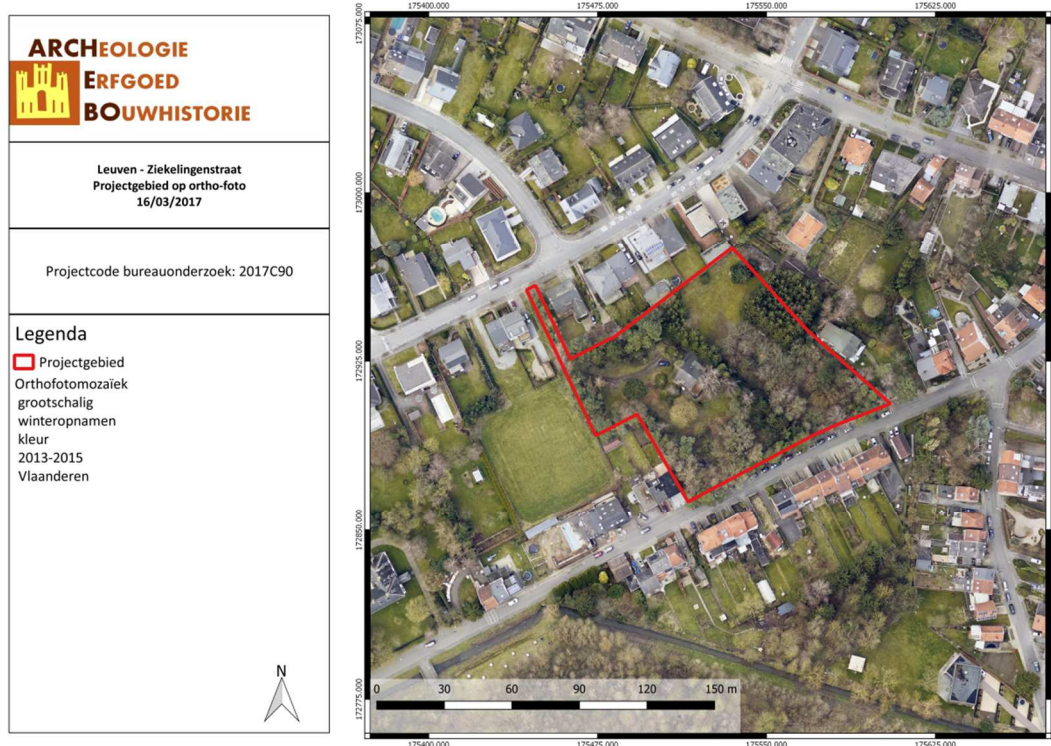 ARCHEOLOGIE
ERFGOED
BOUWHISTORIE
Leuven - Ziekelingenstraat
Projectgebied op ortho-foto
16/03/2017
Projectcode bureauonderzoek: 2017C90
Legenda
Projectgebied
Orthofotomozaïek
grootschalig
winteropnamen
kleur
2013-2015
Vlaanderen
N
175400.000 175475.000 175550.000 175625.000
173075.000
173000.000
172925.000
172850.000
172775.000
0 30 60 90 120 150 m
175400.000 175475.000 175550.000 175625.000